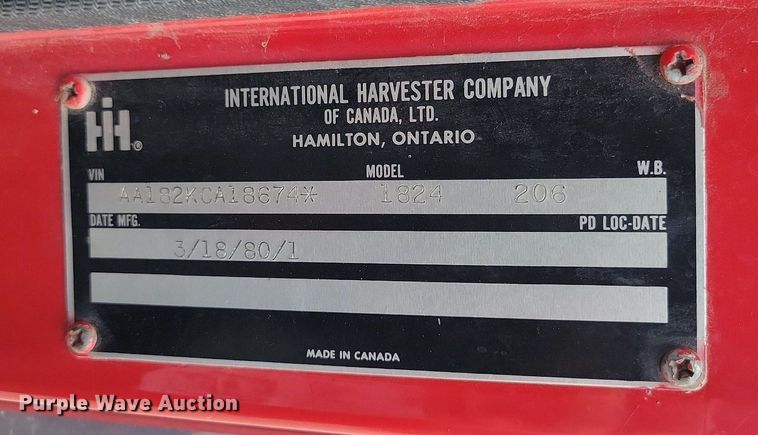 INTERNATIONAL HARVESTER COMPANY
OF CANADA, LTD.
HAMILTON, ONTARIO
IH®
VIN MODEL W.B.
AA182KCA18674* 1824 206
DATE MFG. PD LOC-DATE
3/18/80/1
MADE IN CANADA
Purple Wave Auction